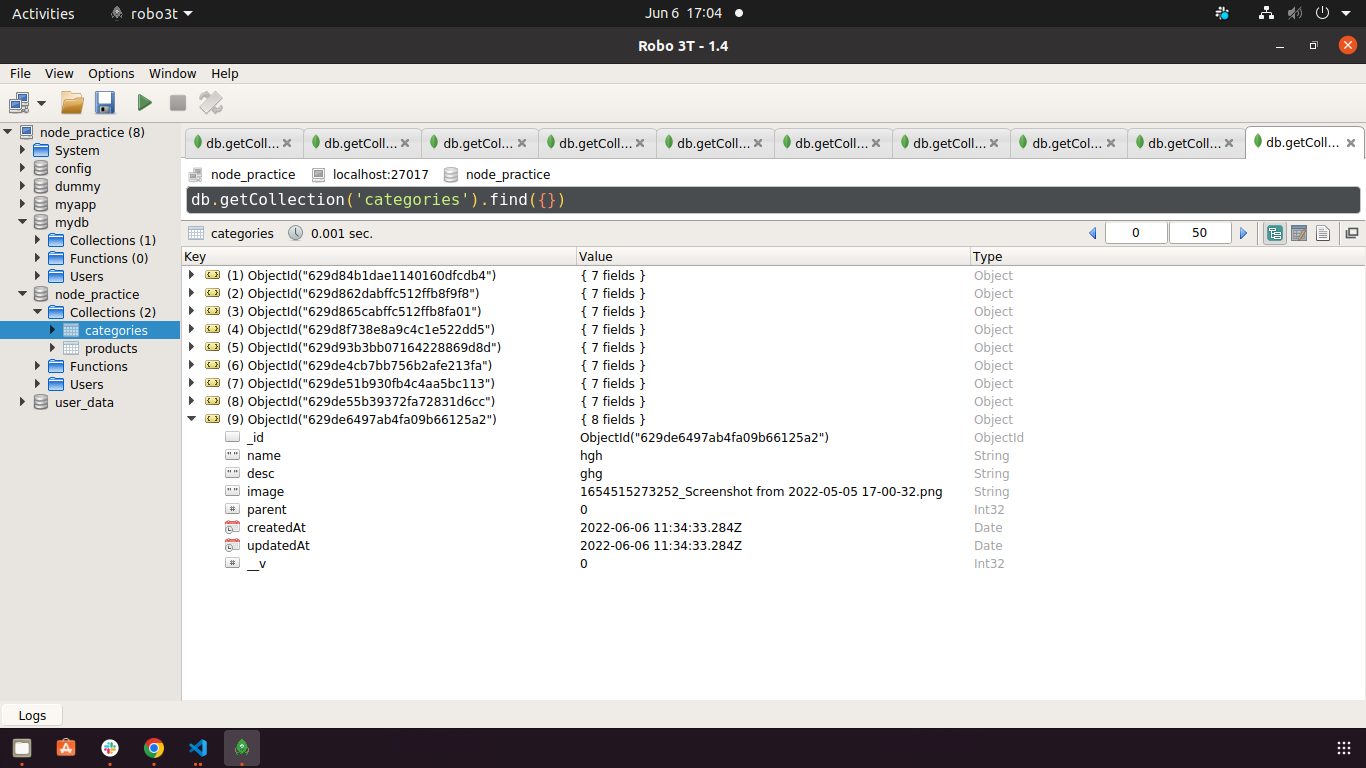 Activities robo3t Jun 6 17:04
Robo 3T - 1.4
File View Options Window Help
node_practice (8)
System
config
dummy
myapp
mydb
Collections (1)
Functions (0)
Users
node_practice
Collections (2)
categories
products
Functions
Users
user_data
db.getColl... db.getColl... db.getColl... db.getColl... db.getColl... db.getColl... db.getColl... db.getColl... db.getColl... db.getColl...
node_practice localhost:27017 node_practice
db.getCollection('categories').find({})
categories 0.001 sec. 0 50
Key Value Type
(1) ObjectId("629d84b1dae1140160dfcdb4") { 7 fields } Object
(2) ObjectId("629d862dabffc512ffb8f9f8") { 7 fields } Object
(3) ObjectId("629d865cabffc512ffb8fa01") { 7 fields } Object
(4) ObjectId("629d8f738e8a9c4c1e522dd5") { 7 fields } Object
(5) ObjectId("629d93b3bb07164228869d8d") { 7 fields } Object
(6) ObjectId("629de4cb7bb756b2afe213fa") { 7 fields } Object
(7) ObjectId("629de51b930fb4c4aa5bc113") { 7 fields } Object
(8) ObjectId("629de55b39372fa72831d6cc") { 7 fields } Object
(9) ObjectId("629de6497ab4fa09b66125a2") { 8 fields } Object
_id ObjectId("629de6497ab4fa09b66125a2") ObjectId
name hgh String
desc ghg String
image 1654515273252_Screenshot from 2022-05-05 17-00-32.png String
parent 0 Int32
createdAt 2022-06-06 11:34:33.284Z Date
updatedAt 2022-06-06 11:34:33.284Z Date
__v 0 Int32
Logs